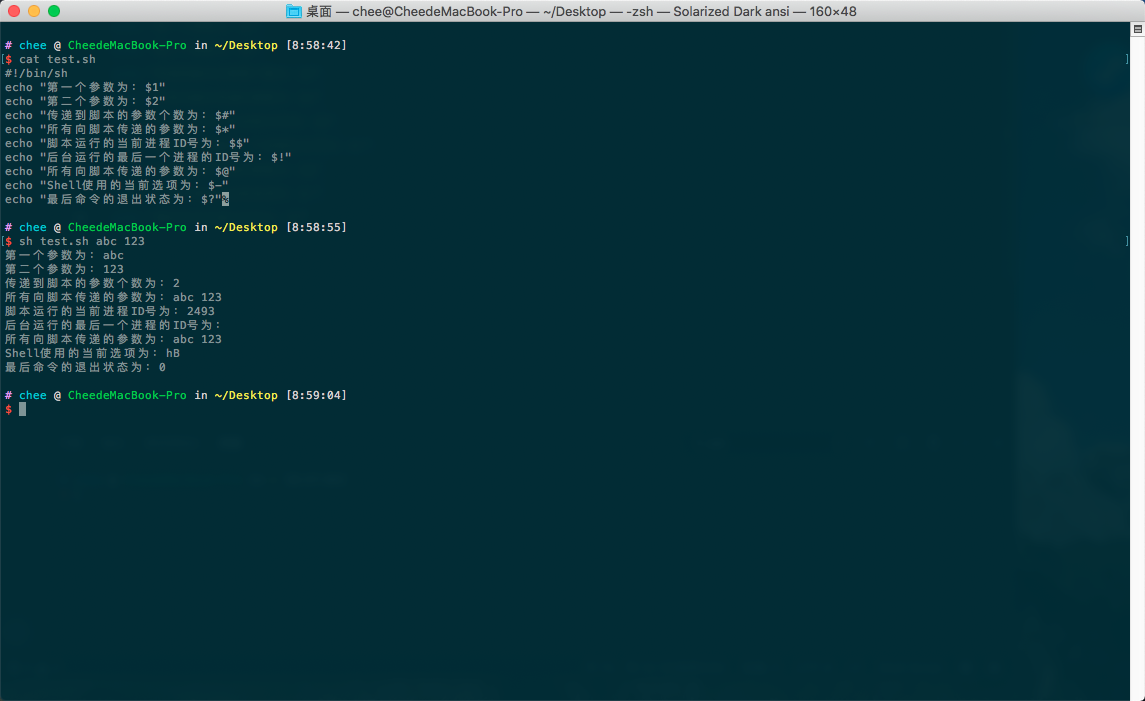 桌面 — chee@CheedeMacBook-Pro — ~/Desktop — -zsh — Solarized Dark ansi — 160×48
# chee @ CheedeMacBook-Pro in ~/Desktop [8:58:42]
[$ cat test.sh ]
#!/bin/sh
echo "第一个参数为: $1"
echo "第二个参数为: $2"
echo "传递到脚本的参数个数为: $#"
echo "所有向脚本传递的参数为: $*"
echo "脚本运行的当前进程ID号为: $$"
echo "后台运行的最后一个进程的ID号为: $!"
echo "所有向脚本传递的参数为: $@"
echo "Shell使用的当前选项为: $-"
echo "最后命令的退出状态为: $?"%
# chee @ CheedeMacBook-Pro in ~/Desktop [8:58:55]
[$ sh test.sh abc 123 ]
第一个参数为: abc
第二个参数为: 123
传递到脚本的参数个数为: 2
所有向脚本传递的参数为: abc 123
脚本运行的当前进程ID号为: 2493
后台运行的最后一个进程的ID号为:
所有向脚本传递的参数为: abc 123
Shell使用的当前选项为: hB
最后命令的退出状态为: 0
# chee @ CheedeMacBook-Pro in ~/Desktop [8:59:04]
$